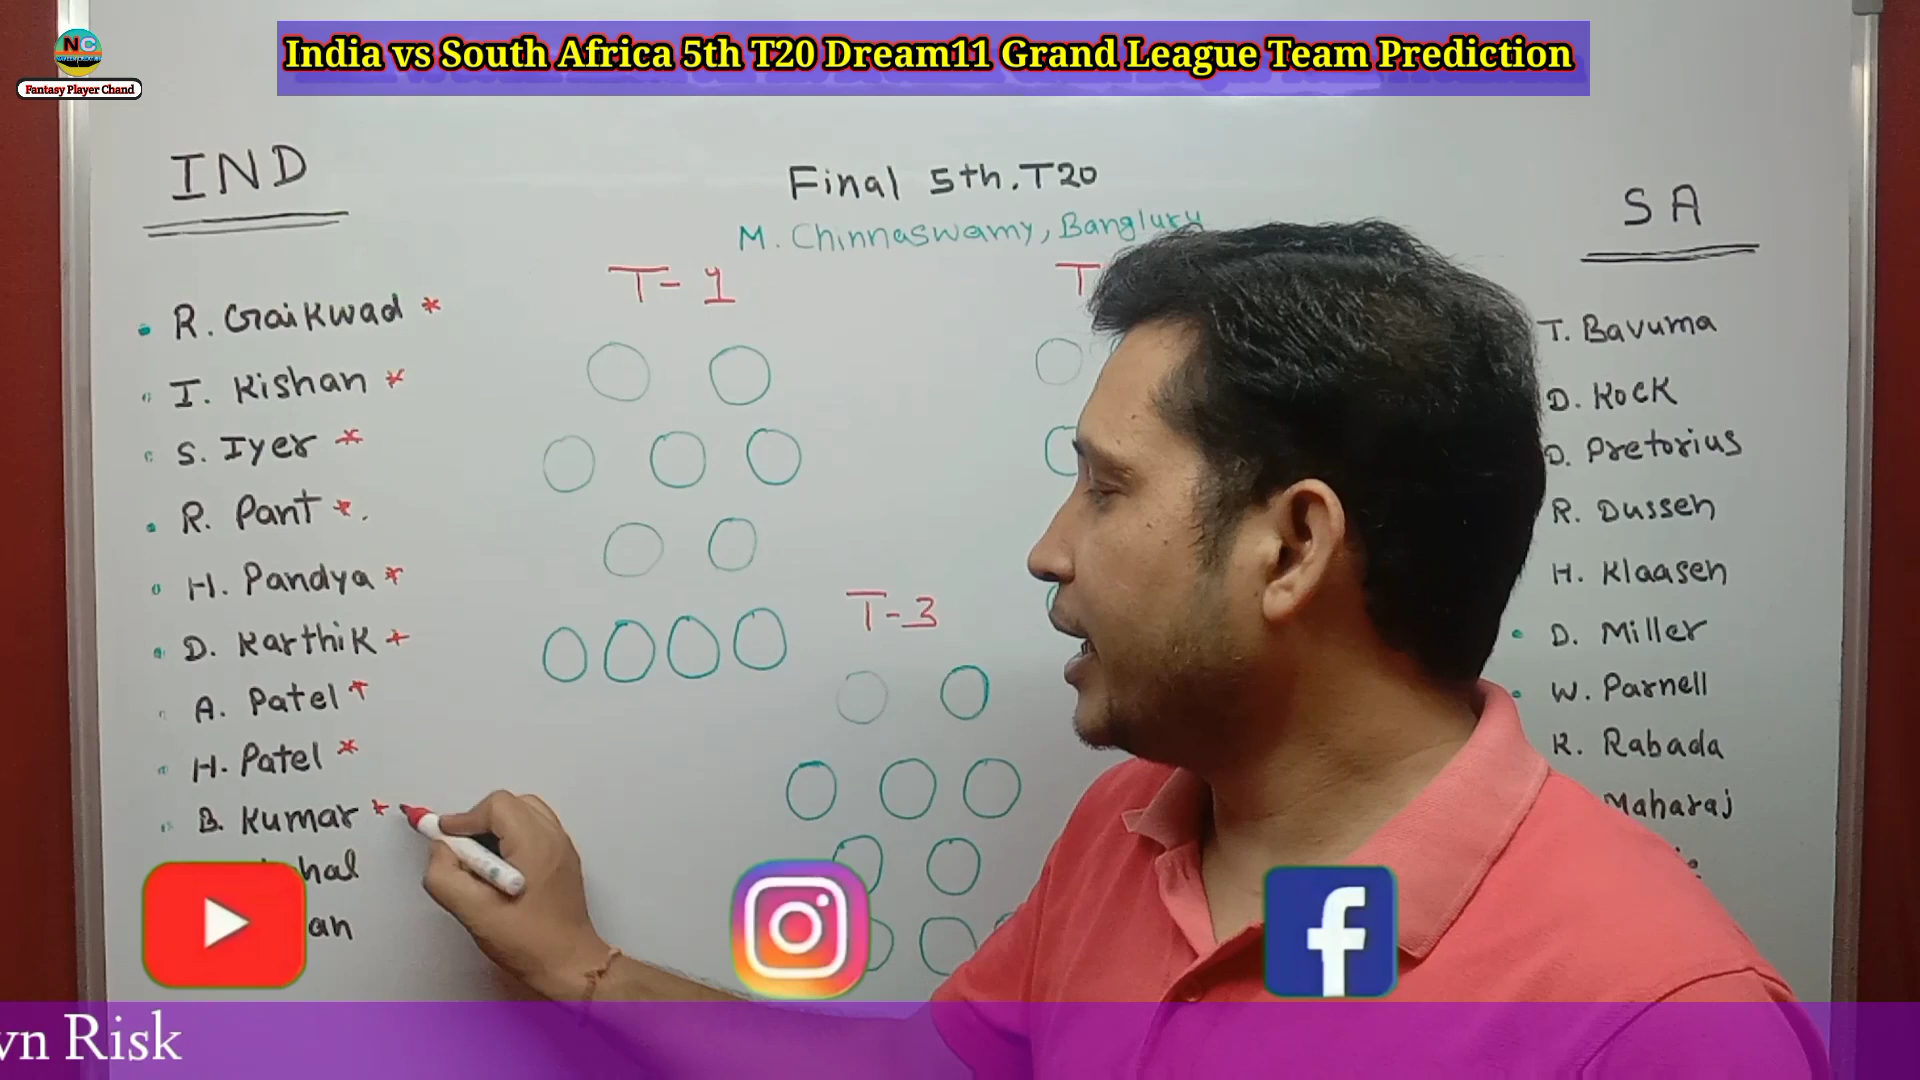 India vs South Africa 5th T20 Dream11 Grand League Team Prediction
NC
Fantasy Player Chand
IND
Final 5th. T20
M. Chinnaswamy, Banglury
SA
T-1
T
T-3
R. Gaikwad *
I. Kishan *
S. Iyer *
R. Pant *.
H. Pandya *
D. Karthik *
A. Patel *
H. Patel *
B. Kumar *
hal
an
T. Bavuma
D. Kock
D. Pretorius
R. Dussen
H. Klaasen
D. Miller
W. Parnell
K. Rabada
Maharaj
vn Risk